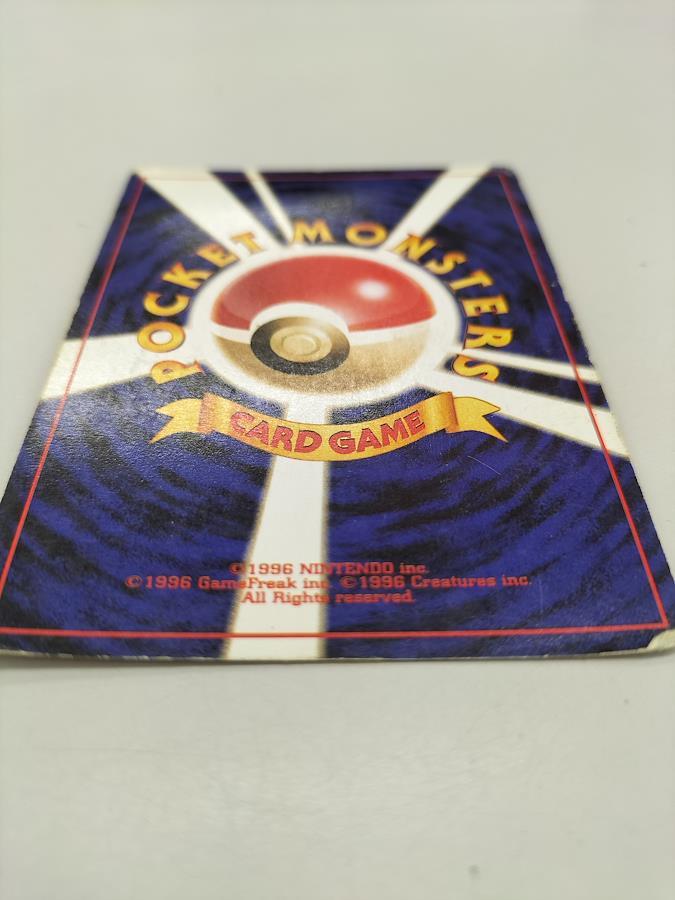 POCKET MONSTERS
CARD GAME
©1996 NINTENDO inc.
©1996 GameFreak inc. ©1996 Creatures inc.
All Rights reserved.